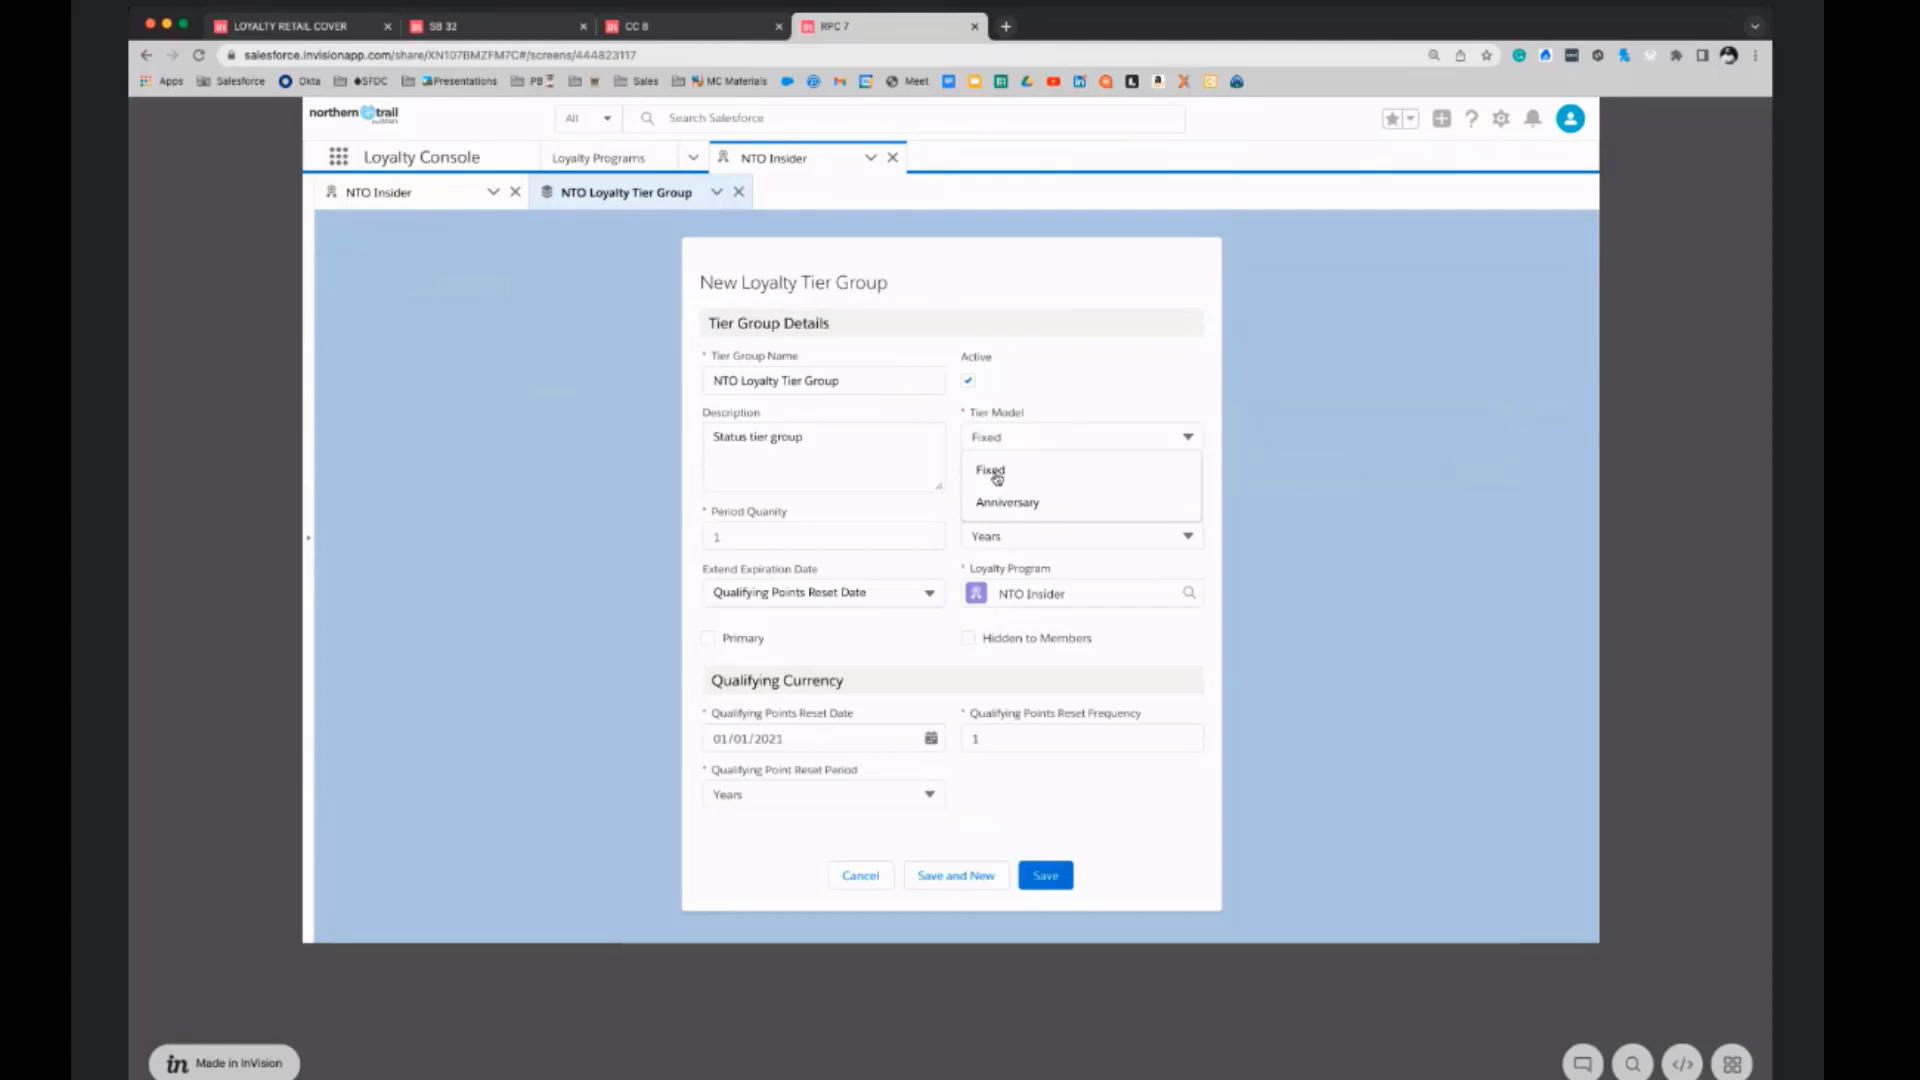 LOYALTY RETAIL COVER
SB 32
CC 8
RPC 7
salesforce.invisionapp.com/share/XN107BMZFM7C#/screens/444823117
Apps
Salesforce
Okta
SFDC
Presentations
PB
Sales
MC Materials
Meet
northern trail
All
Search Salesforce
Loyalty Console
Loyalty Programs
NTO Insider
NTO Insider
NTO Loyalty Tier Group
New Loyalty Tier Group
Tier Group Details
* Tier Group Name
Active
NTO Loyalty Tier Group
Description
* Tier Model
Status tier group
Fixed
Fixed
Anniversary
* Period Quanity
1
Years
Extend Expiration Date
* Loyalty Program
Qualifying Points Reset Date
NTO Insider
Primary
Hidden to Members
Qualifying Currency
* Qualifying Points Reset Date
* Qualifying Points Reset Frequency
01/01/2021
1
* Qualifying Point Reset Period
Years
Cancel
Save and New
Save
in Made in InVision